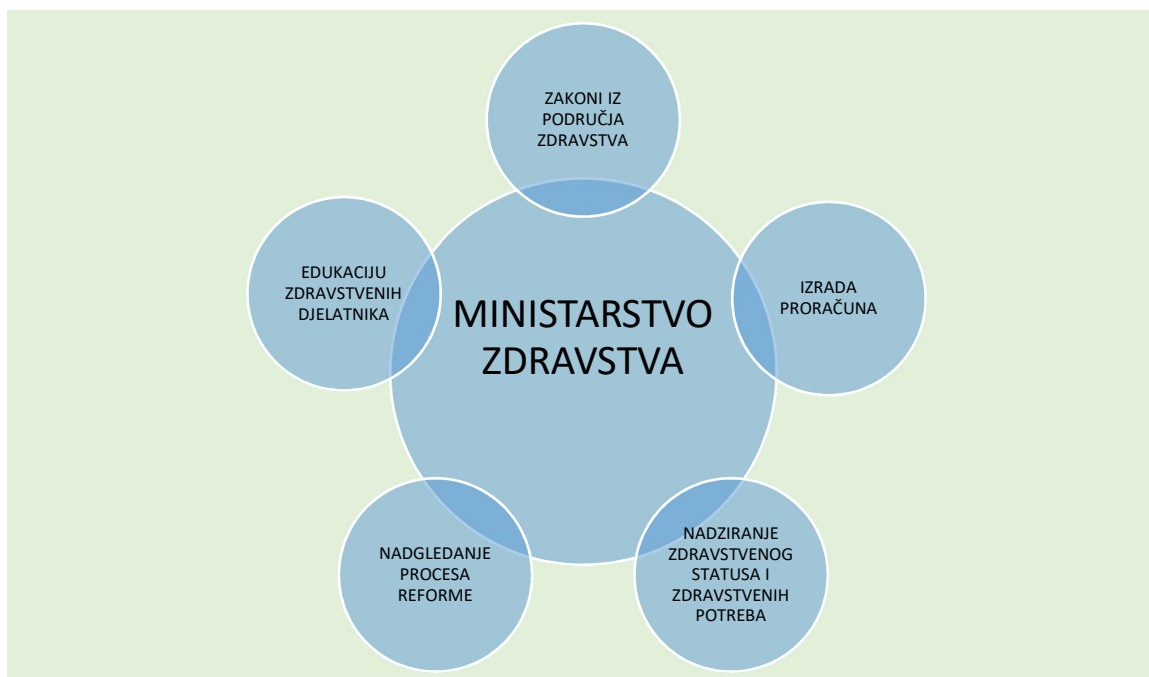 ZAKONI IZ
PODRUČJA
ZDRAVSTVA
EDUKACIJU
ZDRAVSTVENIH
DJELATNIKA
MINISTARSTVO
ZDRAVSTVA
IZRADA
PRORAČUNA
NADGLEDANJE
PROCESA
REFORME
NADZIRANJE
ZDRAVSTVENOG
STATUSA I
ZDRAVSTVENIH
POTREBA